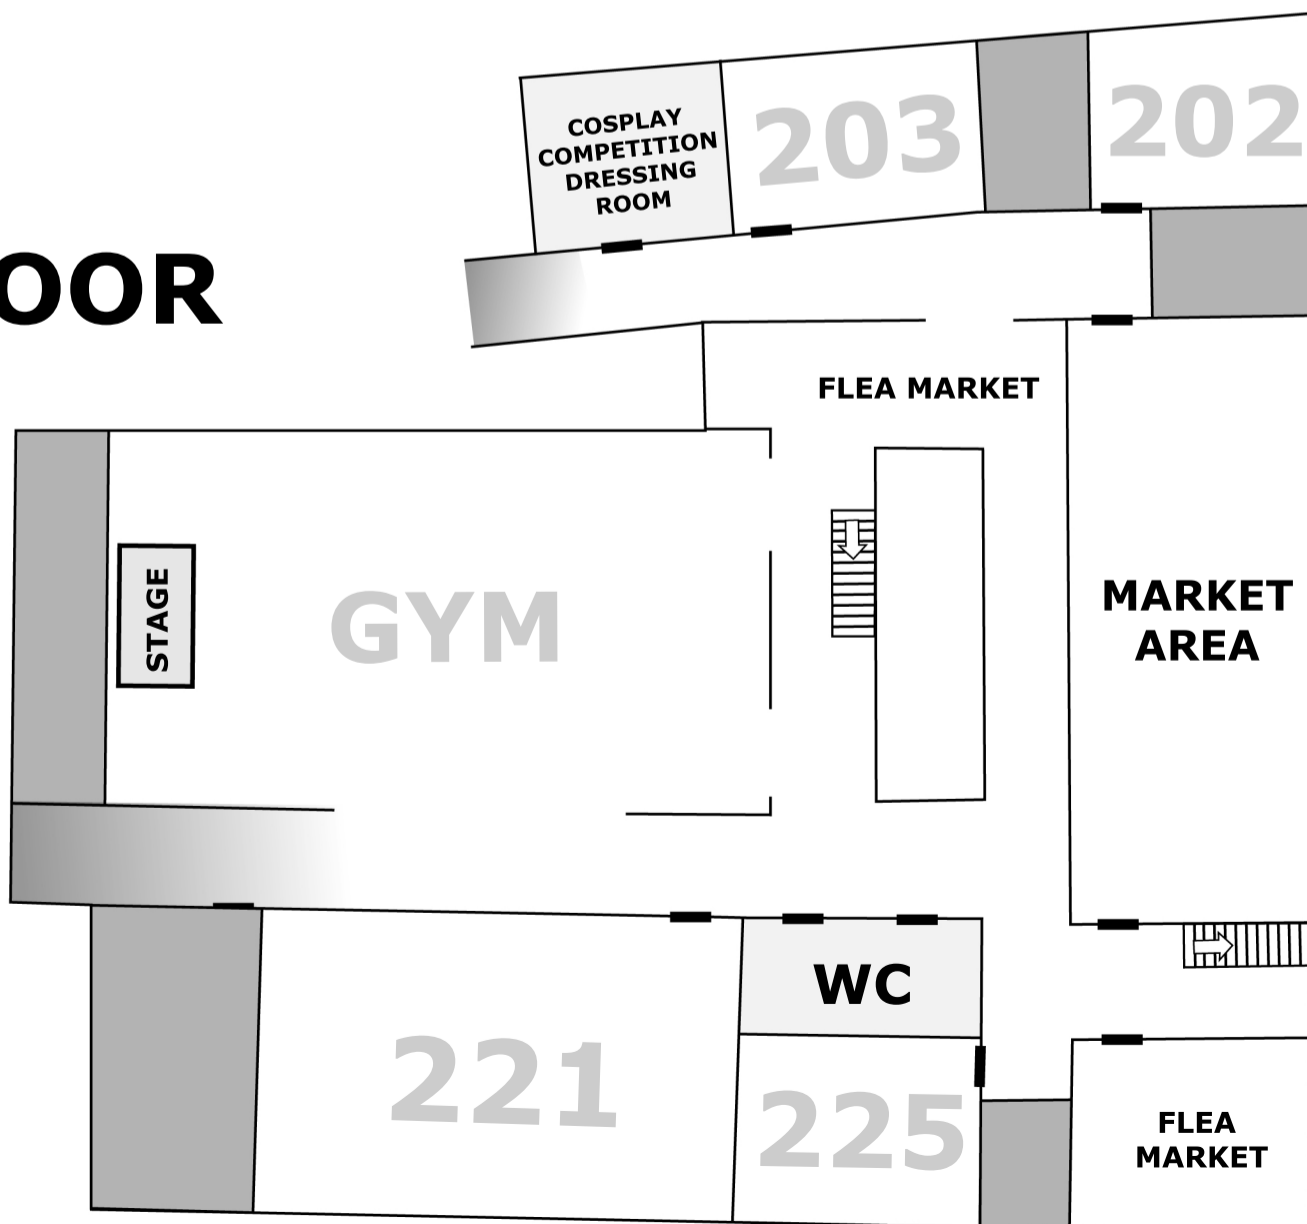 COSPLAY
COMPETITION
DRESSING
ROOM
203
202
OOR
FLEA MARKET
STAGE
GYM
MARKET
AREA
WC
221
225
FLEA
MARKET